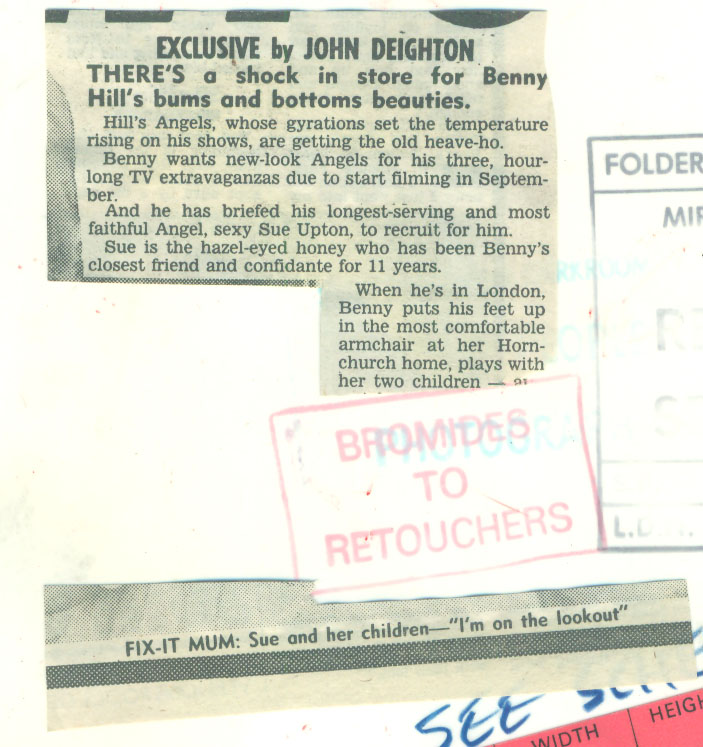 EXCLUSIVE by JOHN DEIGHTON
THERE'S a shock in store for Benny
Hill's bums and bottoms beauties.
Hill's Angels, whose gyrations set the temperature
rising on his shows, are getting the old heave-ho.
Benny wants new-look Angels for his three, hour-
long TV extravaganzas due to start filming in Septem-
ber.
And he has briefed his longest-serving and most
faithful Angel, sexy Sue Upton, to recruit for him.
Sue is the hazel-eyed honey who has been Benny's
closest friend and confidante for 11 years.
When he's in London,
Benny puts his feet up
in the most comfortable
armchair at her Horn-
church home, plays with
her two children —
FOLDER
BROMIDES
TO
RETOUCHERS
FIX-IT MUM: Sue and her children—"I'm on the lookout"
SEE
WIDTH